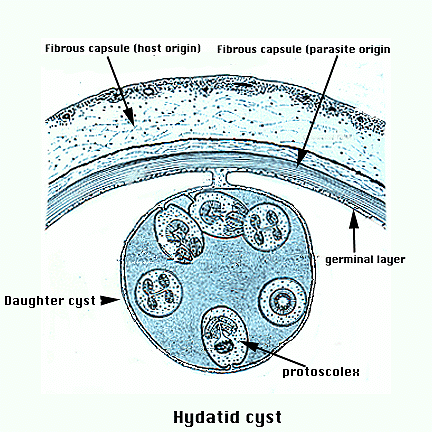 Fibrous capsule (host origin)
Fibrous capsule (parasite origin
germinal layer
Daughter cyst
protoscolex
Hydatid cyst